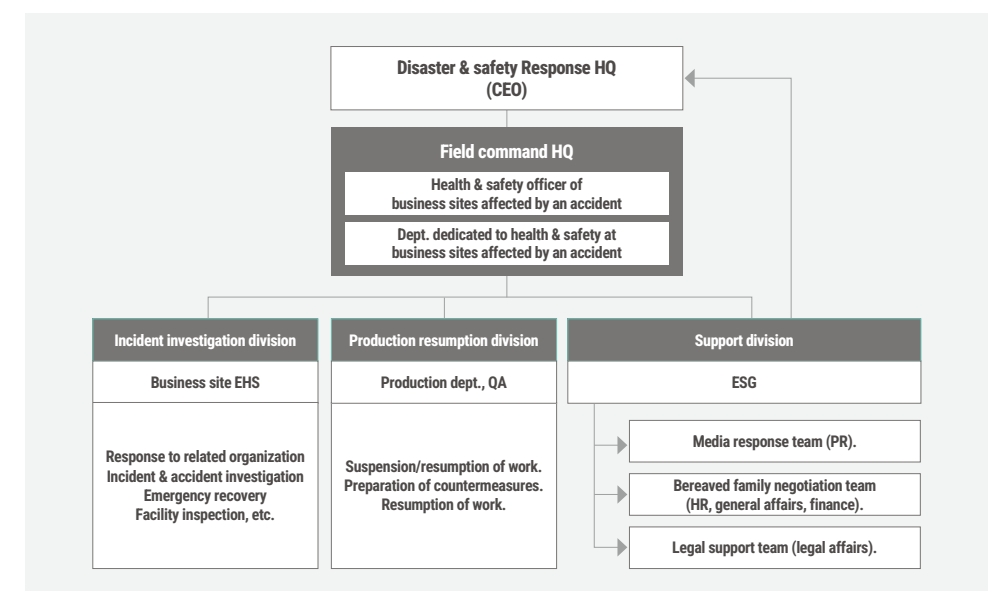 Disaster & safety Response HQ
(CEO)
Field command HQ
Health & safety officer of
business sites affected by an accident
Dept. dedicated to health & safety at
business sites affected by an accident
Incident investigation division
Business site EHS
Response to related organization
Incident & accident investigation
Emergency recovery
Facility inspection, etc.
Production resumption division
Production dept., QA
Suspension/resumption of work.
Preparation of countermeasures.
Resumption of work.
Support division
ESG
Media response team (PR).
Bereaved family negotiation team
(HR, general affairs, finance).
Legal support team (legal affairs).